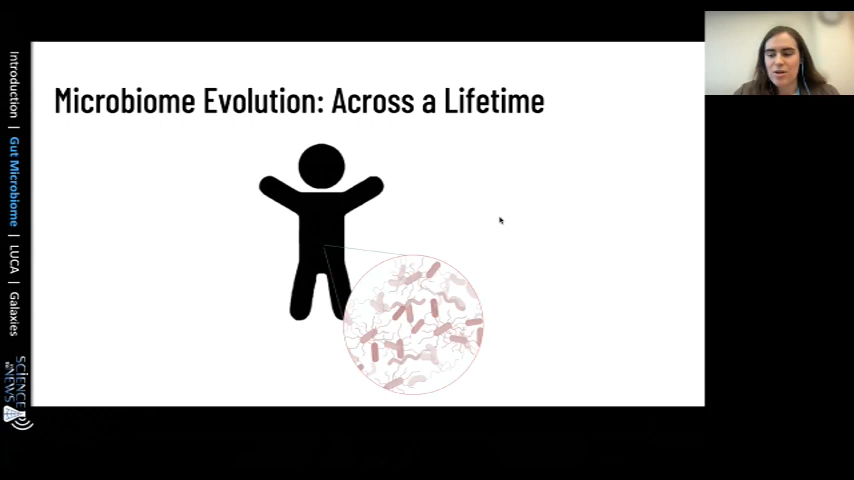 Microbiome Evolution: Across a Lifetime
Introduction | Gut Microbiome | LUCA | Galaxies
SCIENCE
NEWS